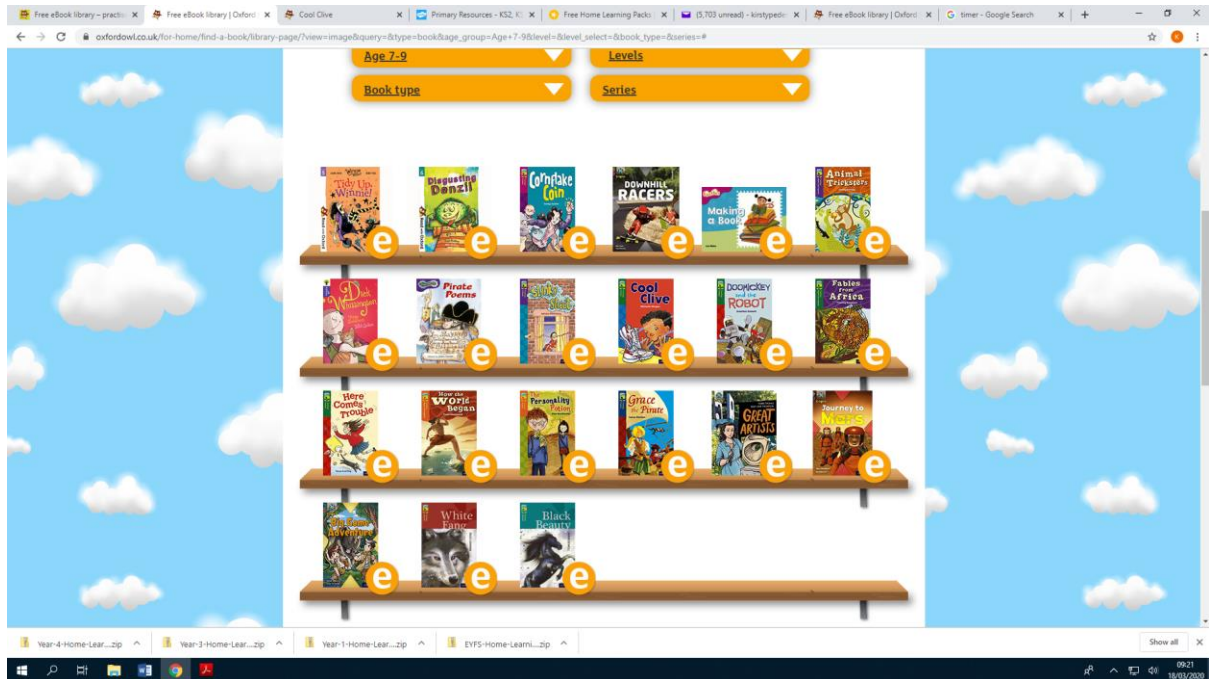 Free eBook library – practic
Free eBook library | Oxford
Cool Clive
Primary Resources - KS2, K
Free Home Learning Packs
(5,703 unread) - kirstypede
Free eBook library | Oxford
timer - Google Search
oxfordowl.co.uk/for-home/find-a-book/library-page/?view=image&query=&type=book&age_group=Age+7-9&level=&level_select=&book_type=&series=#
Age 7-9
Levels
Book type
Series
Tidy Up,
Winnie!
Disgusting
Denzil
Cornflake
Coin
DOWNHILL
RACERS
Making
a Book
Animal
Tricksters
e e e e e e
Dick
Whittington
Pirate
Poems
Cool
Clive
DOOHICKEY
and the
ROBOT
Fables
from
Africa
e e e e e e
Here
Comes
Trouble
How the
World
Began
Personality
Potion
Grace
the Pirate
GREAT
ARTISTS
Journey to
Mars
e e e e e e
Big Game
Adventure
White
Fang
Black
Beauty
e e e
Year-4-Home-Lear....zip
Year-3-Home-Lear....zip
Year-1-Home-Lear....zip
EYFS-Home-Learni....zip
Show all
09:21
18/03/2020